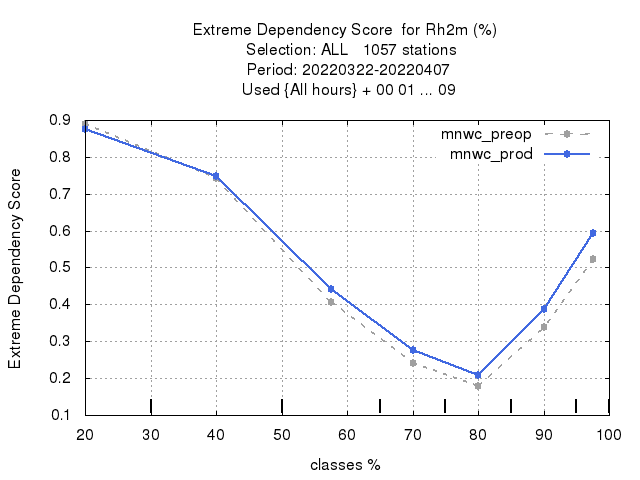 Extreme Dependency Score  for Rh2m (%)
Selection: ALL   1057 stations
Period: 20220322-20220407
Used {All hours} + 00 01 ... 09
mnwc_preop
mnwc_prod
0.9
0.8
0.7
0.6
0.5
0.4
0.3
0.2
0.1
Extreme Dependency Score
20 30 40 50 60 70 80 90 100
classes %